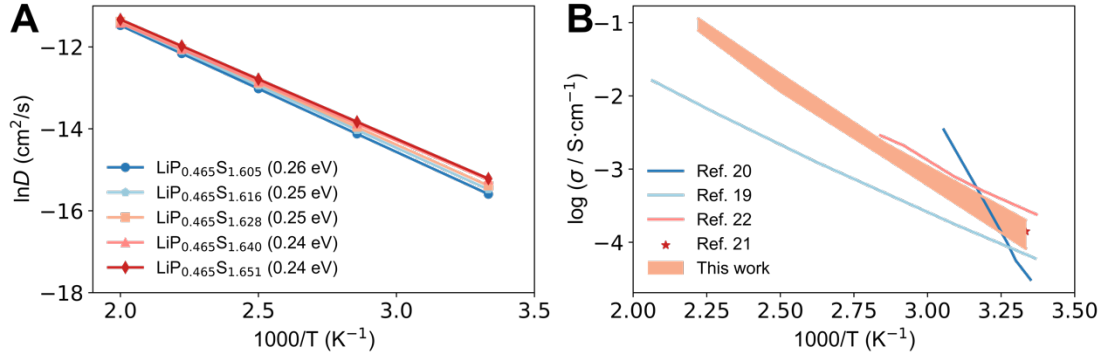 A
lnD (cm²/s)
−12
−14
−16
−18
LiP₀.₄₆₅S₁.₆₀₅ (0.26 eV)
LiP₀.₄₆₅S₁.₆₁₆ (0.25 eV)
LiP₀.₄₆₅S₁.₆₂₈ (0.25 eV)
LiP₀.₄₆₅S₁.₆₄₀ (0.24 eV)
LiP₀.₄₆₅S₁.₆₅₁ (0.24 eV)
2.0 2.5 3.0 3.5
1000/T (K⁻¹)
B
log (σ / S·cm⁻¹)
−1
−2
−3
−4
Ref. 20
Ref. 19
Ref. 22
Ref. 21
This work
2.00 2.25 2.50 2.75 3.00 3.25 3.50
1000/T (K⁻¹)